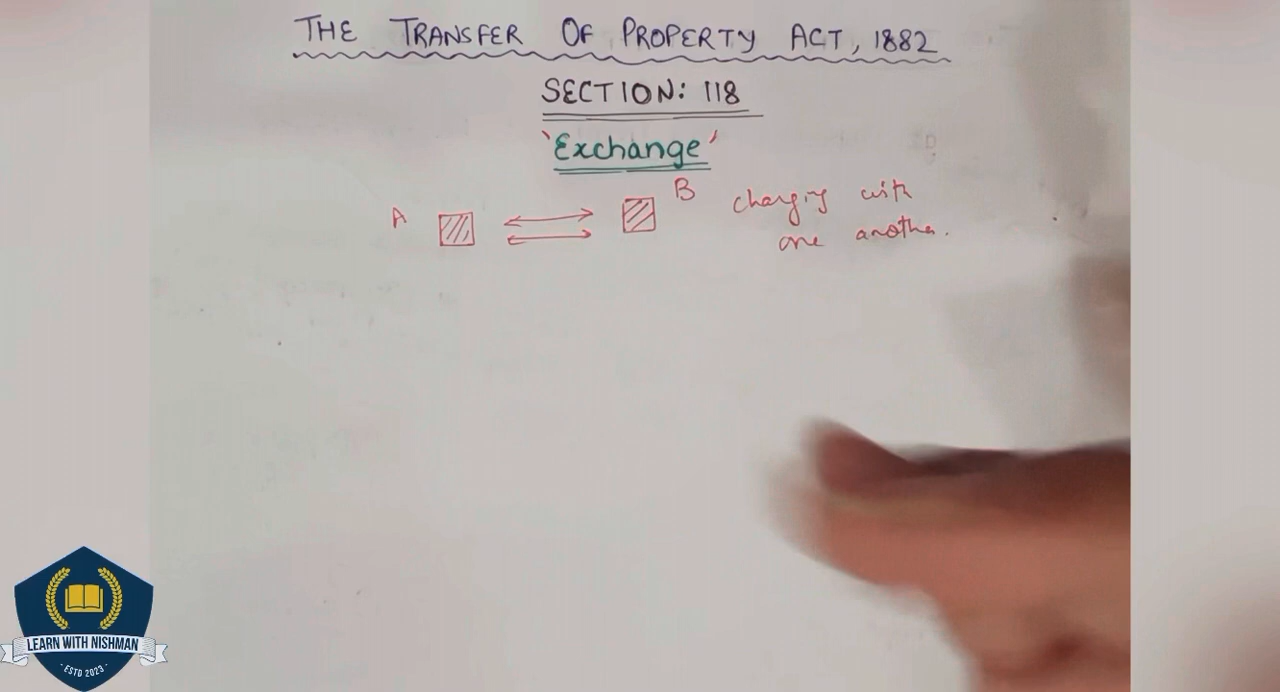 THE TRANSFER OF PROPERTY ACT, 1882
SECTION: 118
'Exchange'
A
B
changing with
one another.
LEARN WITH NISHMAN
· ESTD 2023 ·